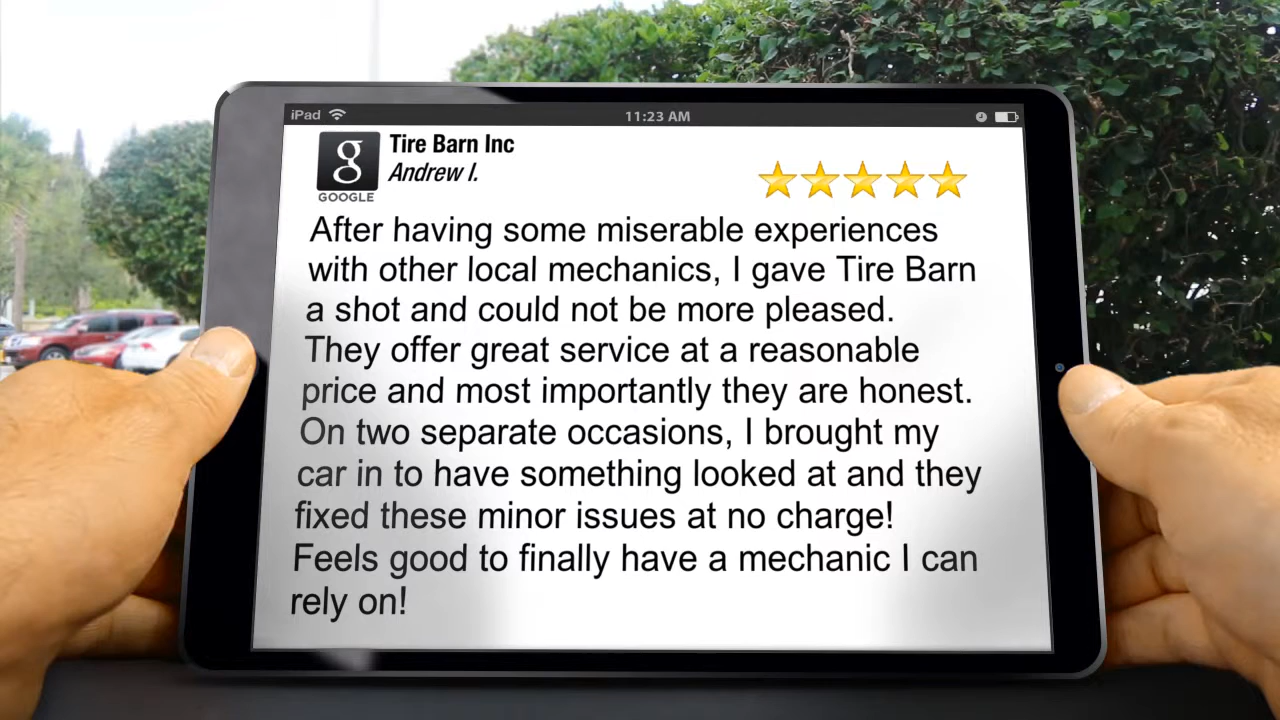 iPad 11:23 AM
g
GOOGLE
Tire Barn Inc
Andrew I.
After having some miserable experiences
with other local mechanics, I gave Tire Barn
a shot and could not be more pleased.
They offer great service at a reasonable
price and most importantly they are honest.
On two separate occasions, I brought my
car in to have something looked at and they
fixed these minor issues at no charge!
Feels good to finally have a mechanic I can
rely on!